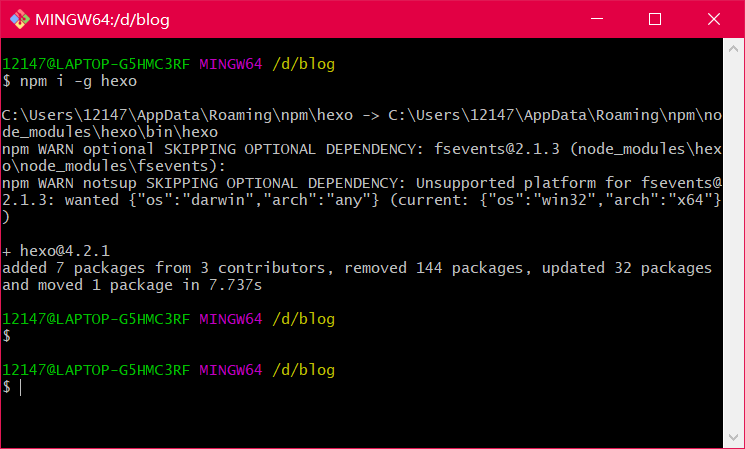 MINGW64:/d/blog
12147@LAPTOP-G5HMC3RF MINGW64 /d/blog
$ npm i -g hexo
C:\Users\12147\AppData\Roaming\npm\hexo -> C:\Users\12147\AppData\Roaming\npm\no
de_modules\hexo\bin\hexo
npm WARN optional SKIPPING OPTIONAL DEPENDENCY: fsevents@2.1.3 (node_modules\hex
o\node_modules\fsevents):
npm WARN notsup SKIPPING OPTIONAL DEPENDENCY: Unsupported platform for fsevents@
2.1.3: wanted {"os":"darwin","arch":"any"} (current: {"os":"win32","arch":"x64"}
)
+ hexo@4.2.1
added 7 packages from 3 contributors, removed 144 packages, updated 32 packages
and moved 1 package in 7.737s
12147@LAPTOP-G5HMC3RF MINGW64 /d/blog
$
12147@LAPTOP-G5HMC3RF MINGW64 /d/blog
$